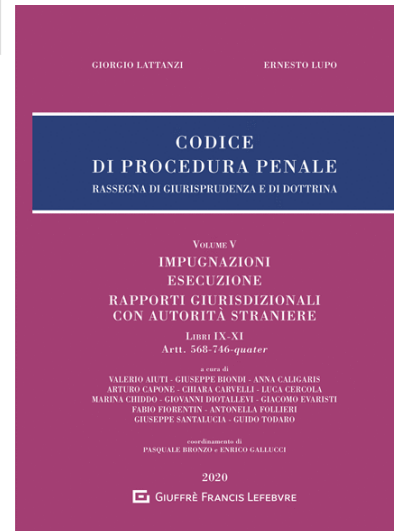 GIORGIO LATTANZI ERNESTO LUPO
CODICE
DI PROCEDURA PENALE
RASSEGNA DI GIURISPRUDENZA E DI DOTTRINA
VOLUME V
IMPUGNAZIONI
ESECUZIONE
RAPPORTI GIURISDIZIONALI
CON AUTORITÀ STRANIERE
LIBRI IX-XI
Artt. 568-746-quater
a cura di
VALERIO AIUTI - GIUSEPPE BIONDI - ANNA CALIGARIS
ARTURO CAPONE - CHIARA CARVELLI - LUCA CERCOLA
MARINA CHIDDO - GIOVANNI DIOTALLEVI - GIACOMO EVARISTI
FABIO FIORENTIN - ANTONELLA FOLLIERI
GIUSEPPE SANTALUCIA - GUIDO TODARO
coordinamento di
PASQUALE BRONZO e ENRICO GALLUCCI
2020
GIUFFRÈ FRANCIS LEFEBVRE